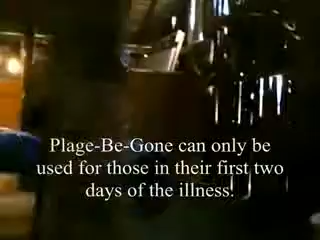 Plage-Be-Gone can only be
used for those in their first two
days of the illness.